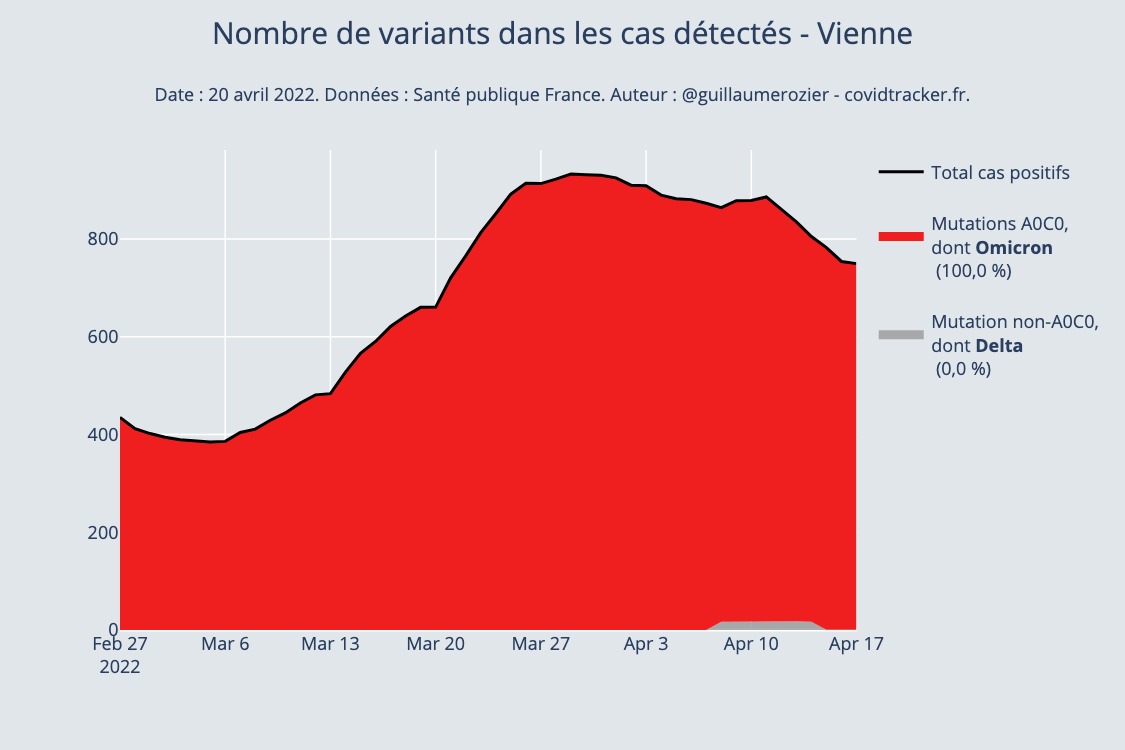 Nombre de variants dans les cas détectés - Vienne
Date : 20 avril 2022. Données : Santé publique France. Auteur : @guillaumerozier - covidtracker.fr.
Total cas positifs
Mutations A0C0,
dont Omicron
(100,0 %)
Mutation non-A0C0,
dont Delta
(0,0 %)
800
600
400
200
0
Feb 27
2022
Mar 6
Mar 13
Mar 20
Mar 27
Apr 3
Apr 10
Apr 17